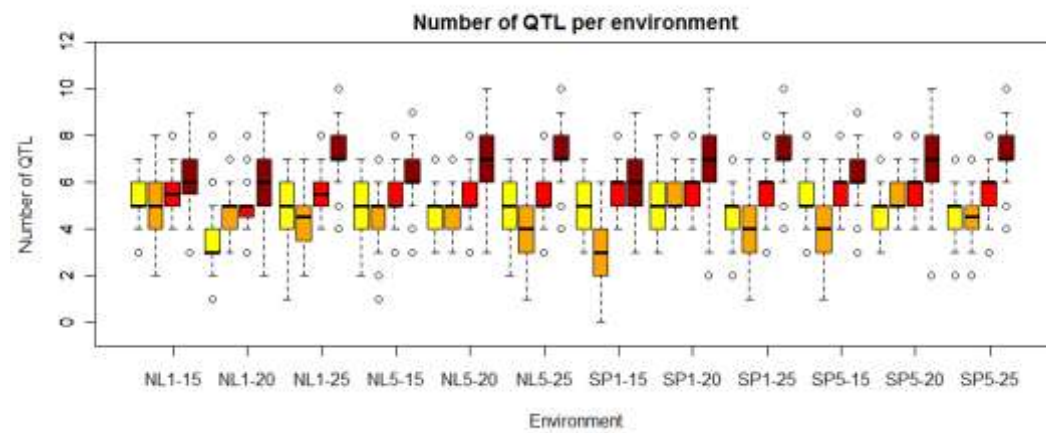 Number of QTL per environment
12
10
8
6
4
2
0
Number of QTL
NL1-15 NL1-20 NL1-25 NL5-15 NL5-20 NL5-25 SP1-15 SP1-20 SP1-25 SP5-15 SP5-20 SP5-25
Environment